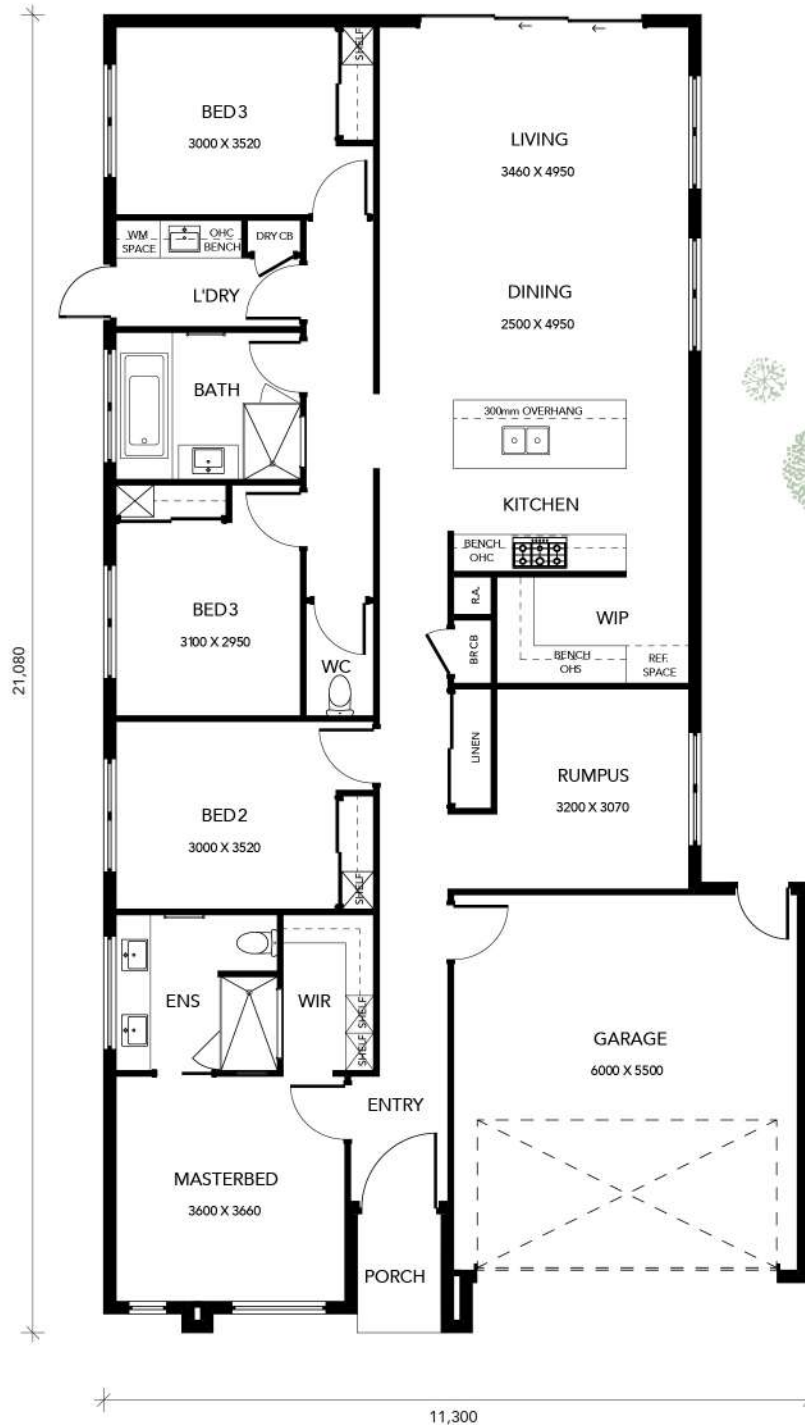 SHELF
BED 3
3000 X 3520
LIVING
3460 X 4950
WM
SPACE
OHC
BENCH
DRY CB
L'DRY
DINING
2500 X 4950
BATH
300mm OVERHANG
KITCHEN
BENCH
OHC
BED 3
3100 X 2950
R.A.
WIP
BR CB
BENCH
OHS
REF.
SPACE
WC
21,080
LINEN
RUMPUS
3200 X 3070
BED 2
3000 X 3520
SHELF
ENS
WIR
SHELF
SHELF
GARAGE
6000 X 5500
ENTRY
MASTERBED
3600 X 3660
PORCH
11,300